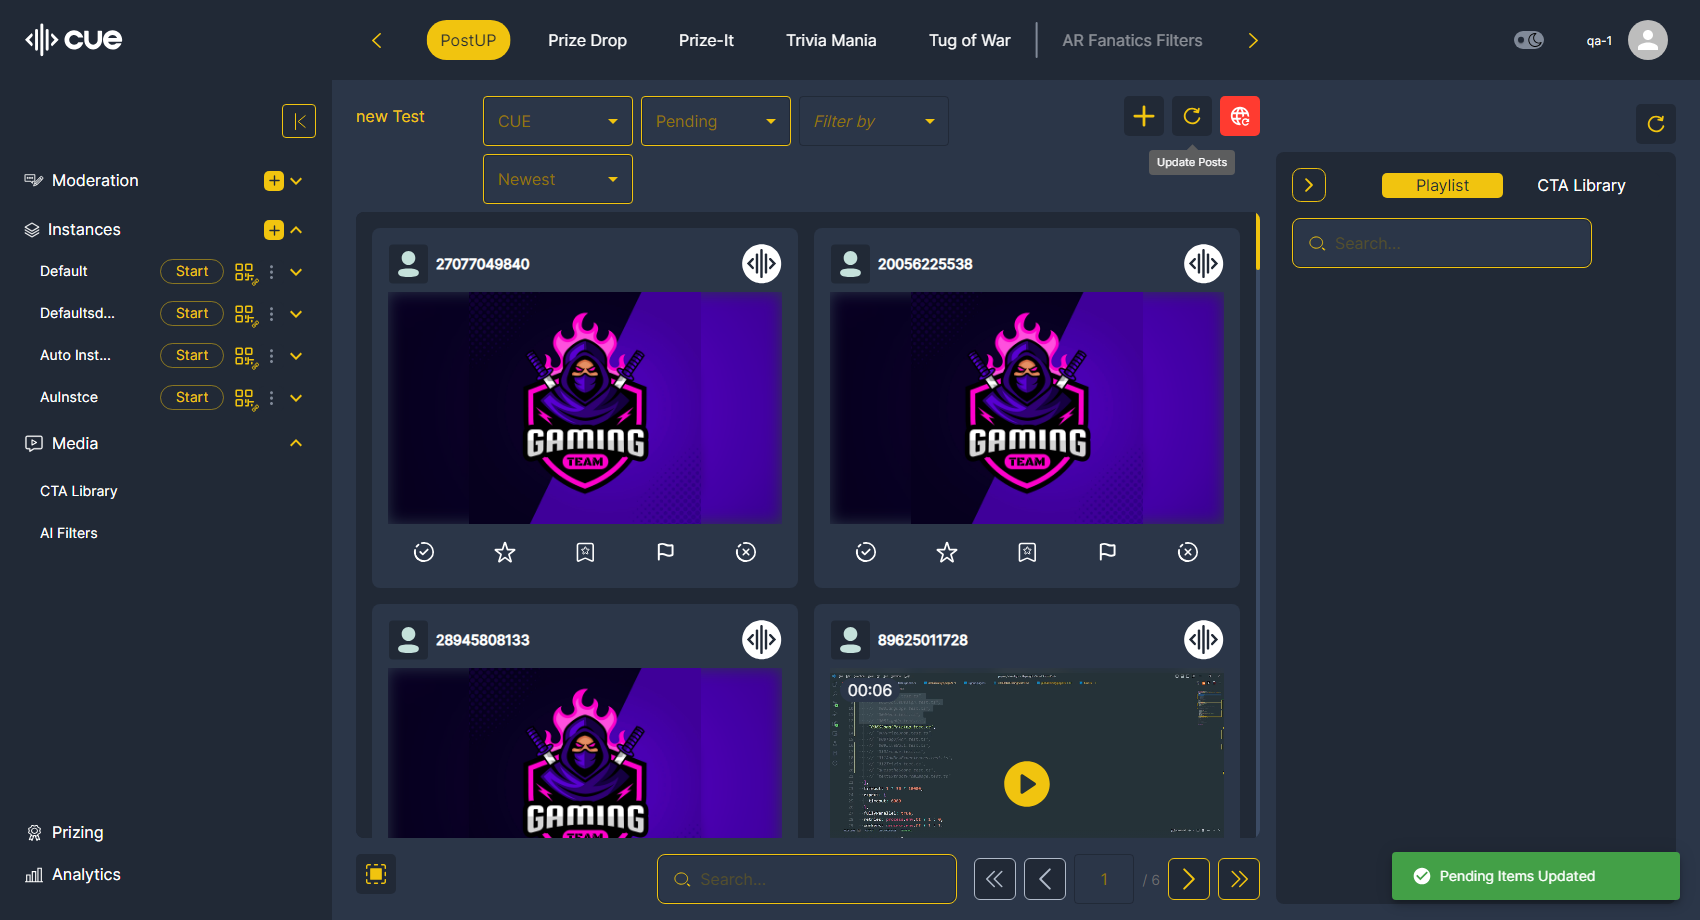 cue
PostUP
Prize Drop
Prize-It
Trivia Mania
Tug of War
AR Fanatics Filters
qa-1
new Test
CUE
Pending
Filter by
Newest
Update Posts
Moderation
Instances
Default
Start
Defaultsd...
Start
Auto Inst...
Start
AuInstce
Start
Media
CTA Library
AI Filters
Prizing
Analytics
27077049840
GAMING
TEAM
20056225538
GAMING
TEAM
28945808133
GAMING
89625011728
00:06
Search...
1
/ 6
Playlist
CTA Library
Search...
Pending Items Updated